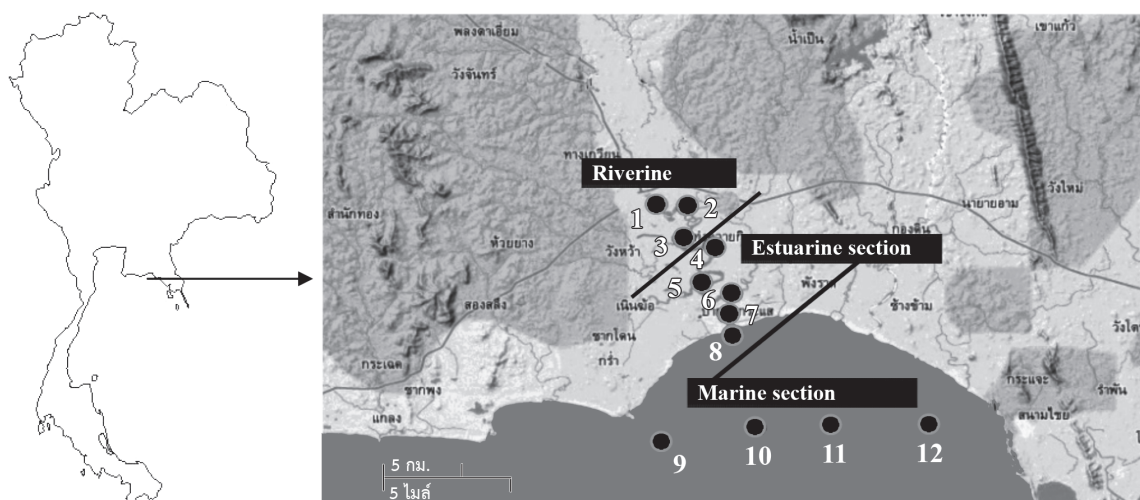 พลงตาเอี่ยม
วังจันทร์
น้ำเป็น
เขาแก้ว
ทางเกวียน
Riverine
สำนักทอง
ห้วยยาง
วังหว้า
1
2
3
4
5
6
7
8
Estuarine section
กองดิน
นายายอาม
วังใหม่
สองสลึง
เนินฆ้อ
พังราด
ช้างข้าม
ชากโดน
กร่ำ
กระเฉด
ชากพง
แกลง
Marine section
กระแจะ
รำพัน
สนามไชย
9
10
11
12
5 กม.
5 ไมล์